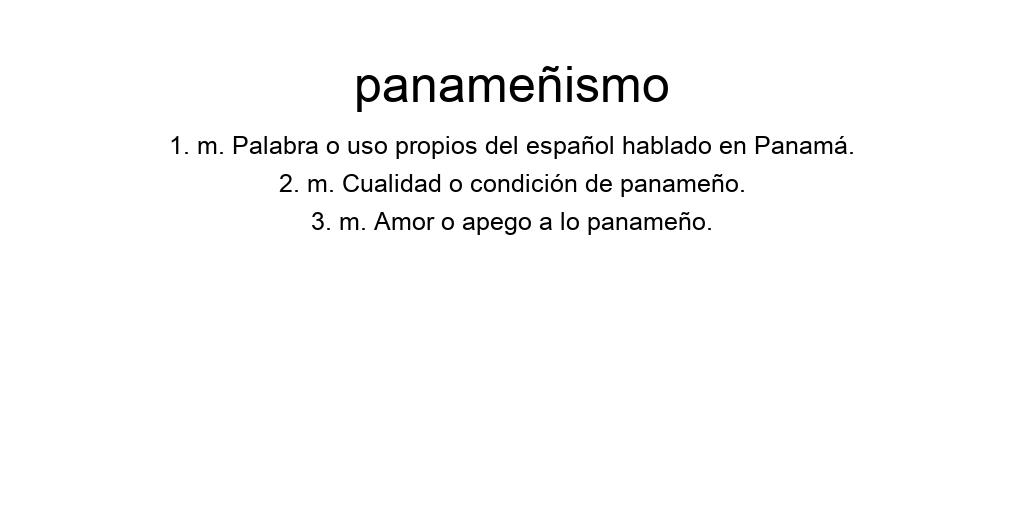 panameñismo
1. m. Palabra o uso propios del español hablado en Panamá.
2. m. Cualidad o condición de panameño.
3. m. Amor o apego a lo panameño.